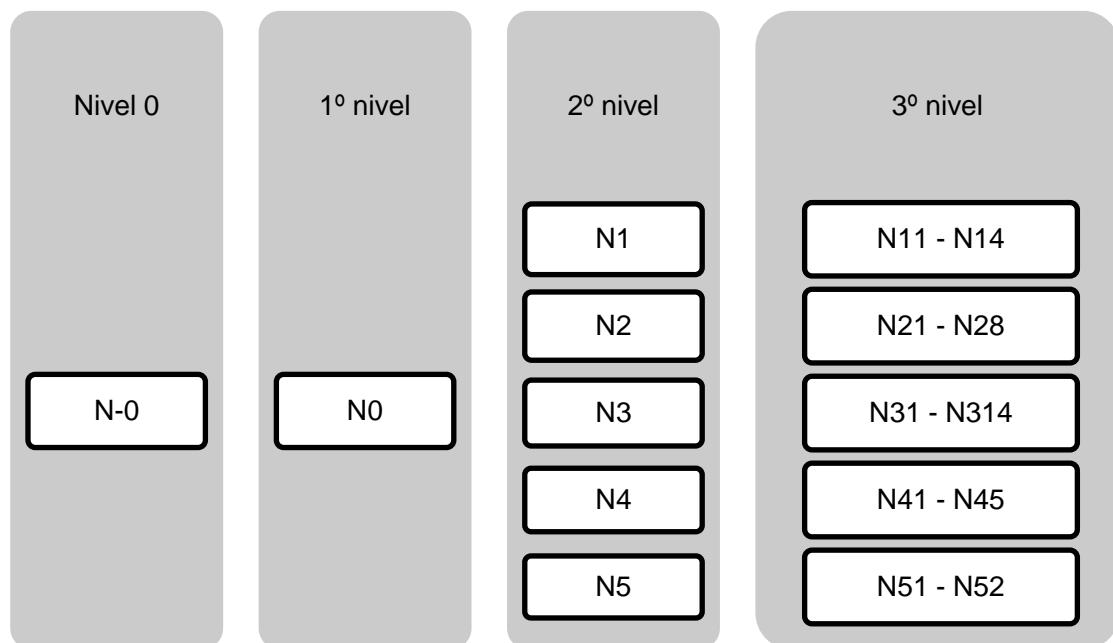 Nivel 0
1º nivel
2º nivel
3º nivel
N1
N11 - N14
N2
N21 - N28
N-0
N0
N3
N31 - N314
N4
N41 - N45
N5
N51 - N52